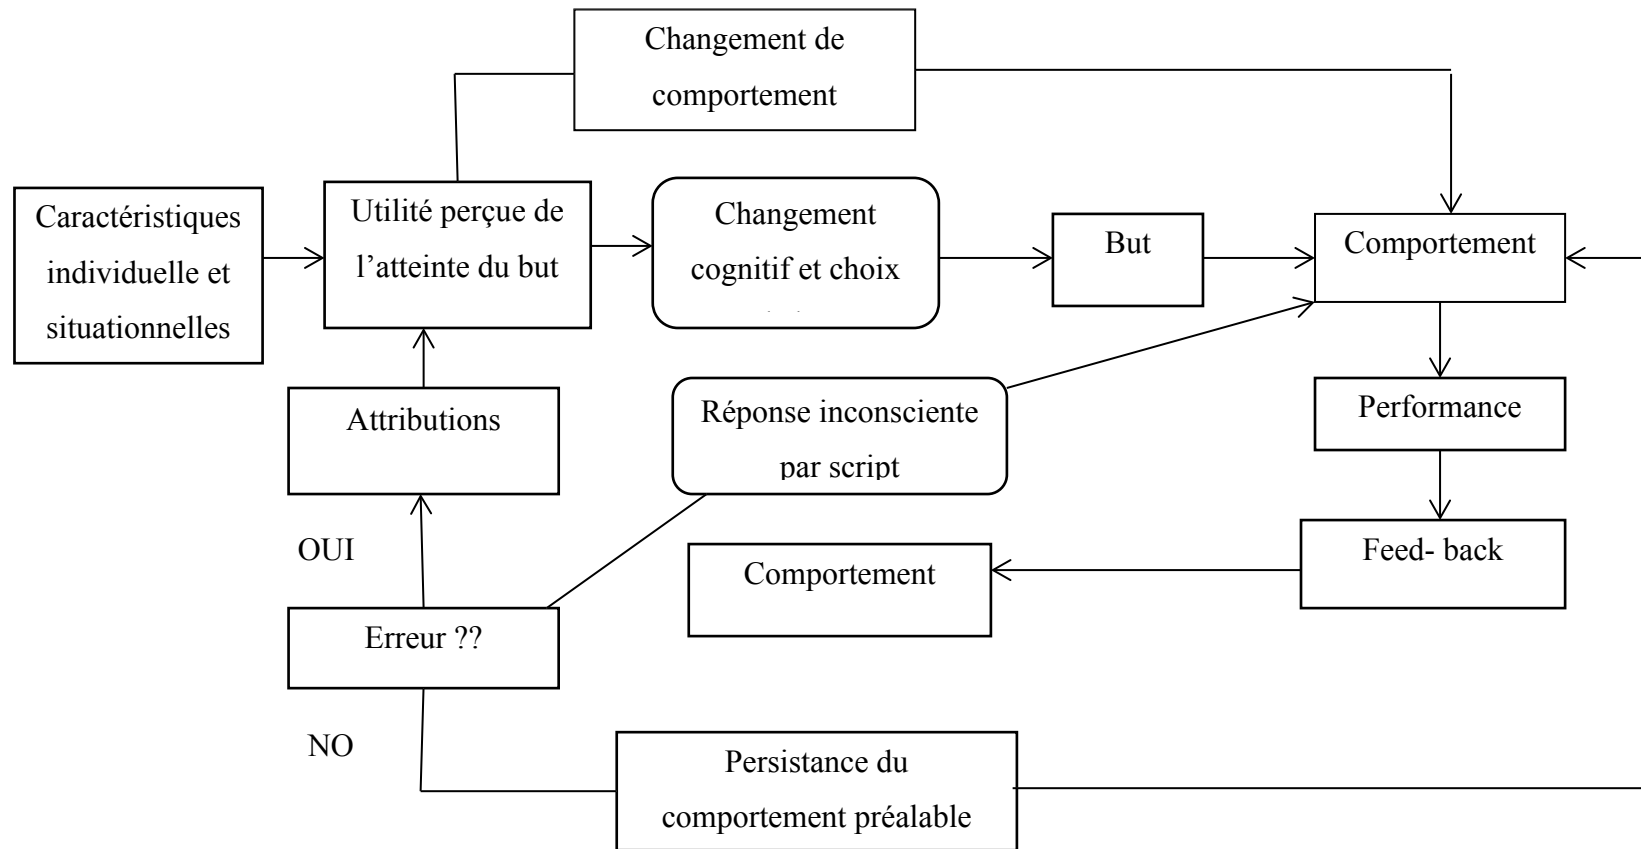 Changement de
comportement
Caractéristiques
individuelle et
situationnelles
Utilité perçue de
l’atteinte du but
Changement
cognitif et choix
But
Comportement
Attributions
Réponse inconsciente
par script
Performance
OUI
Comportement
Feed- back
Erreur ??
NO
Persistance du
comportement préalable